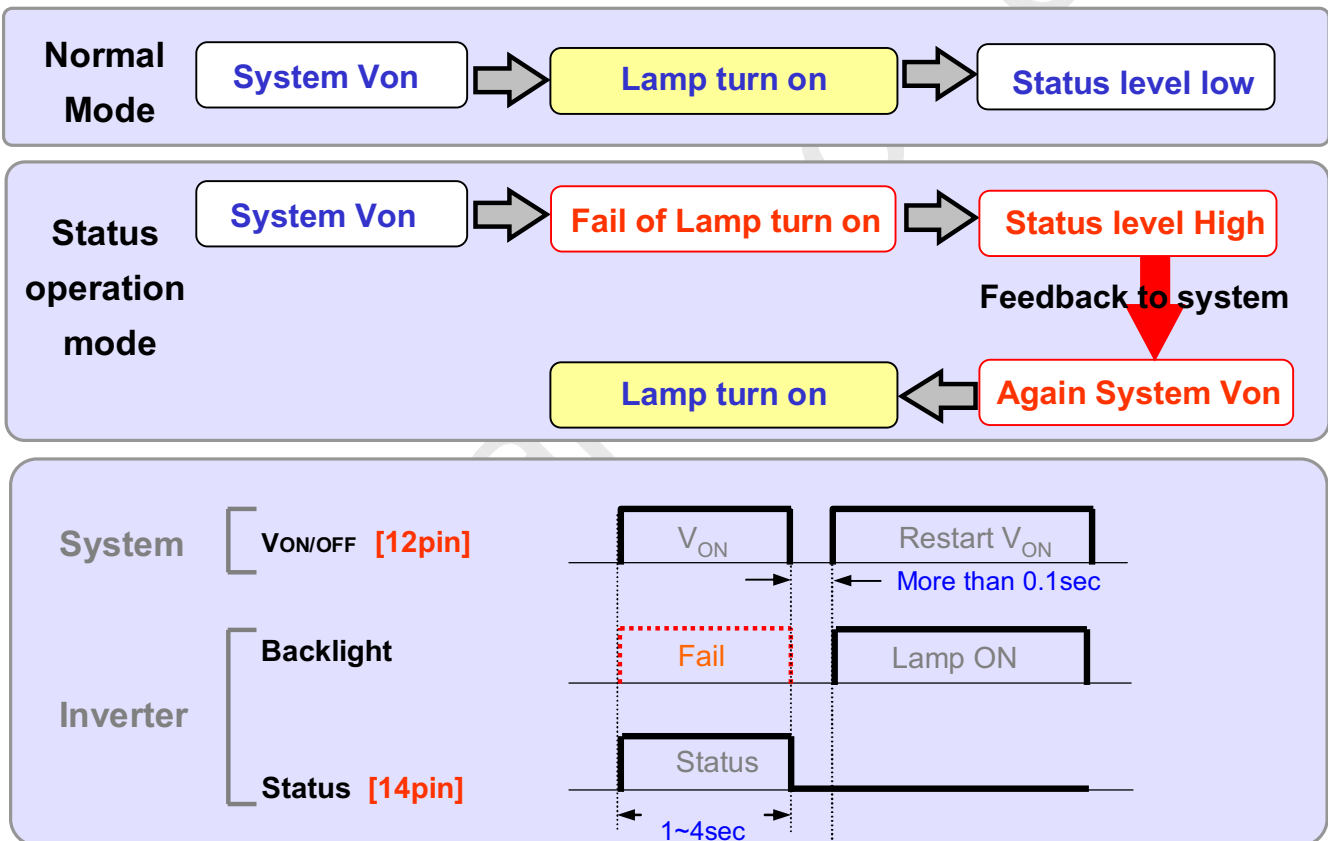 Normal
Mode
System Von
Lamp turn on
Status level low
Status
operation
mode
System Von
Fail of Lamp turn on
Status level High
Feedback to system
Lamp turn on
Again System Von
System
VON/OFF [12pin]
VON
Restart VON
More than 0.1sec
Inverter
Backlight
Fail
Lamp ON
Status [14pin]
Status
1~4sec